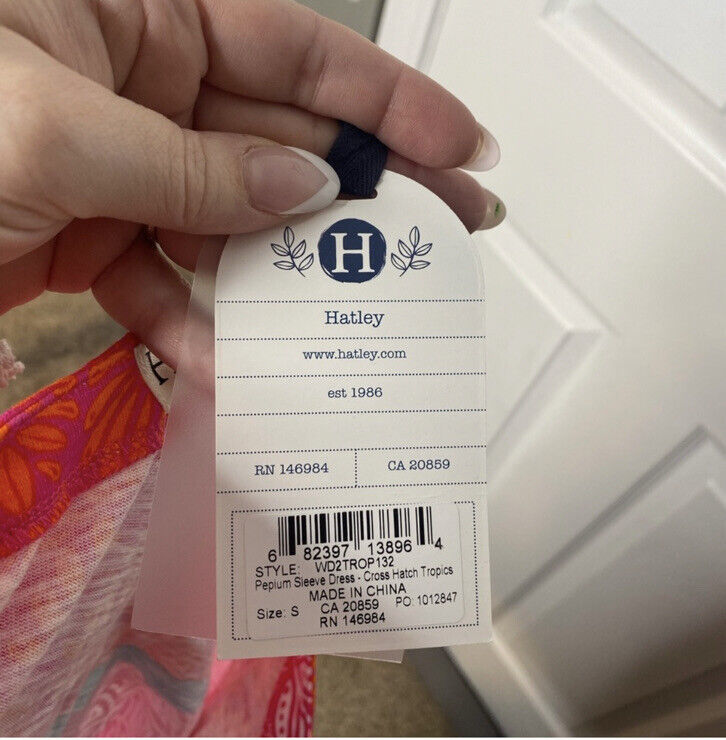 H
Hatley
www.hatley.com
est 1986
RN 146984
CA 20859
6 82397 13896 4
STYLE: WD2TROP132
Peplum Sleeve Dress - Cross Hatch Tropics
MADE IN CHINA
Size: S CA 20859 PO: 1012847
RN 146984
H